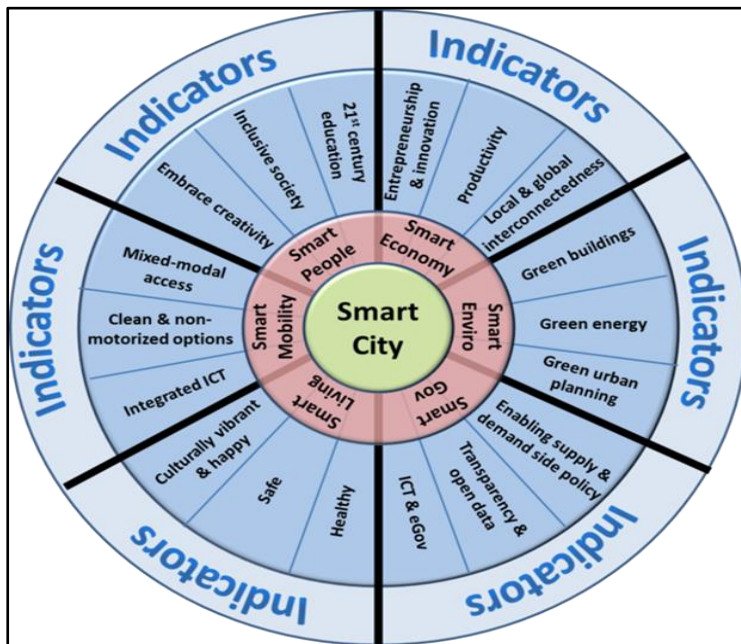 Smart
City
Smart
People
Smart
Economy
Smart
Enviro
Smart
Gov
Smart
Living
Smart
Mobility
Indicators
Embrace creativity
Inclusive society
21st century
education
Indicators
Entrepreneurship
& innovation
Productivity
Local & global
interconnectedness
Indicators
Green buildings
Green energy
Green urban
planning
Indicators
Enabling supply &
demand side policy
Transparency &
open data
ICT & eGov
Indicators
Healthy
Safe
Culturally vibrant
& happy
Indicators
Integrated ICT
Clean & non-
motorized options
Mixed-modal
access